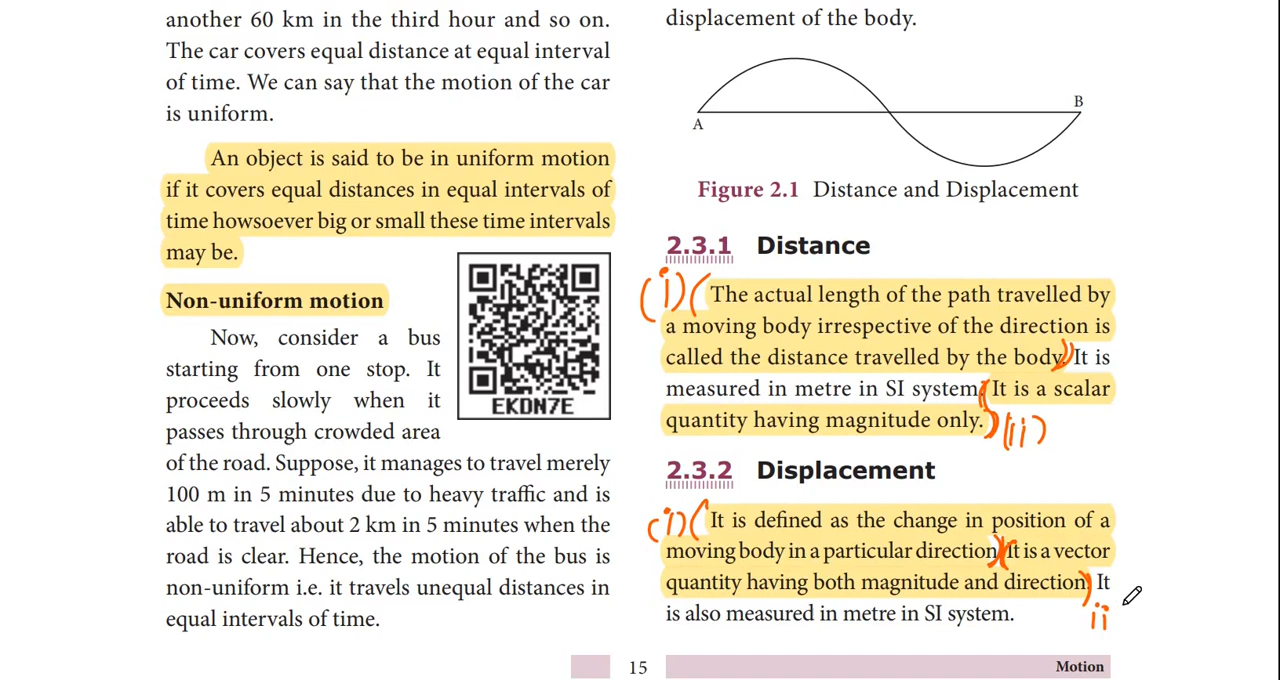 another 60 km in the third hour and so on.
The car covers equal distance at equal interval
of time. We can say that the motion of the car
is uniform.
An object is said to be in uniform motion
if it covers equal distances in equal intervals of
time howsoever big or small these time intervals
may be.
Non-uniform motion
Now, consider a bus
starting from one stop. It
proceeds slowly when it
passes through crowded area
of the road. Suppose, it manages to travel merely
100 m in 5 minutes due to heavy traffic and is
able to travel about 2 km in 5 minutes when the
road is clear. Hence, the motion of the bus is
non-uniform i.e. it travels unequal distances in
equal intervals of time.
EKDN7E
displacement of the body.
A
B
Figure 2.1 Distance and Displacement
2.3.1 Distance
(i) (The actual length of the path travelled by
a moving body irrespective of the direction is
called the distance travelled by the body.) It is
measured in metre in SI system. (It is a scalar
quantity having magnitude only.) (ii)
2.3.2 Displacement
(i) (It is defined as the change in position of a
moving body in a particular direction.) (It is a vector
quantity having both magnitude and direction.) It
is also measured in metre in SI system.
ii
15
Motion